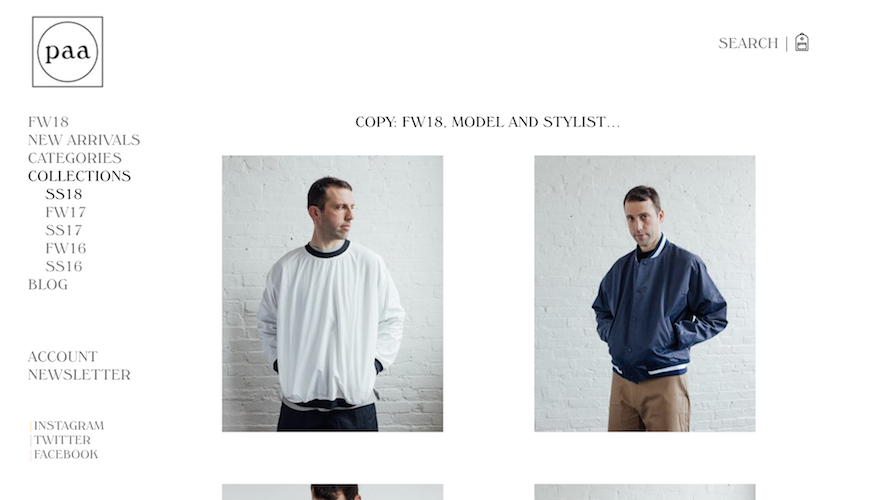 paa
SEARCH |
FW18
NEW ARRIVALS
CATEGORIES
COLLECTIONS
SS18
FW17
SS17
FW16
SS16
BLOG
ACCOUNT
NEWSLETTER
|INSTAGRAM
|TWITTER
|FACEBOOK
COPY: FW18, MODEL AND STYLIST...